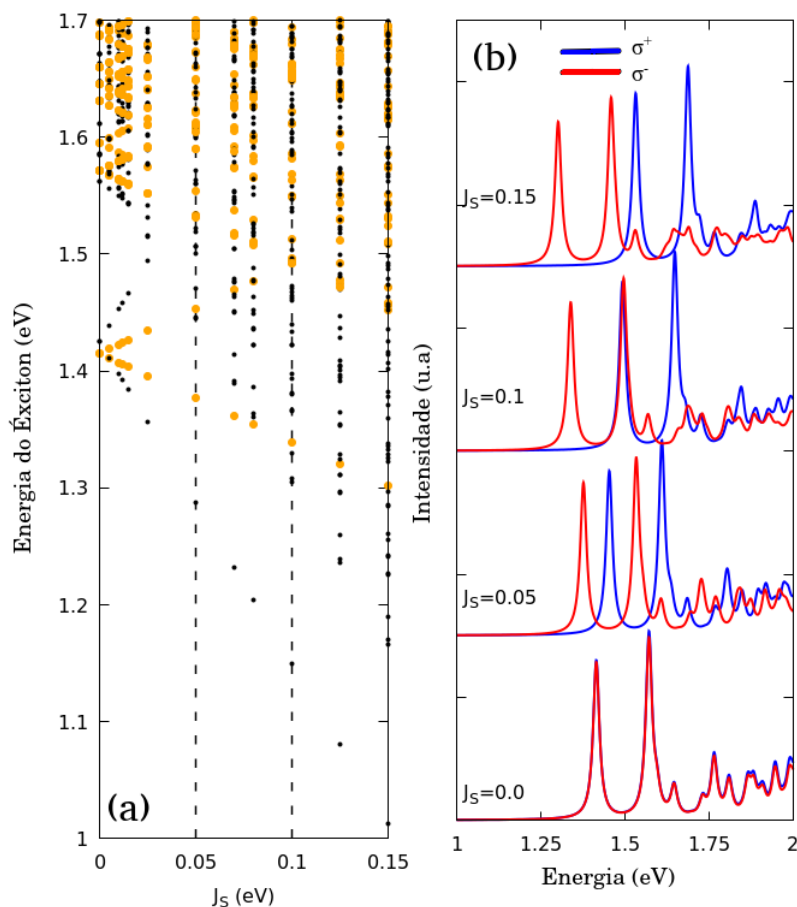 1.7
1.6
1.5
1.4
1.3
1.2
1.1
1
0
0.05
0.1
0.15
Energia do Éxciton (eV)
J_S (eV)
(a)
(b)
σ⁺
σ⁻
J_S=0.15
J_S=0.1
J_S=0.05
J_S=0.0
Intensidade (u.a)
1
1.25
1.5
1.75
2
Energia (eV)